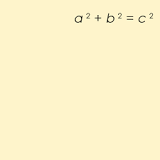 a² + b² = c²